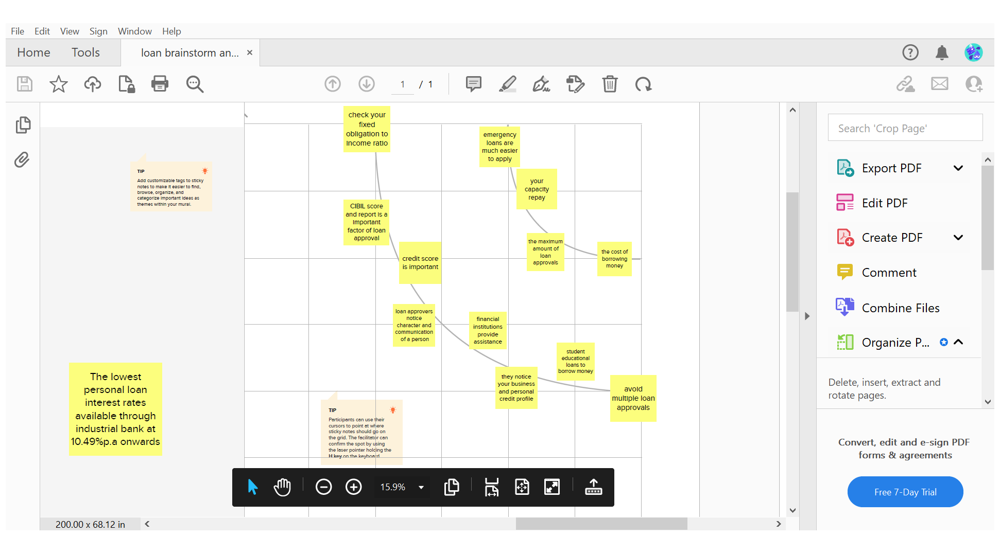 File Edit View Sign Window Help
Home Tools loan brainstorm an... ×
1 / 1
check your
fixed
obligation to
income ratio
emergency
loans are
much easier
to apply
your
capacity
repay
TIP
Add customizable tags to sticky
notes to make it easier to find,
browse, organize, and
categorize important ideas as
themes within your mural.
CIBIL score
and report is a
important
factor of loan
approval
credit score
is important
the maximum
amount of
loan
approvals
the cost of
borrowing
money
loan approvers
notice
character and
communication
of a person
financial
institutions
provide
assistance
student
educational
loans to
borrow money
they notice
your business
and personal
credit profile
avoid
multiple loan
approvals
The lowest
personal loan
interest rates
available through
industrial bank at
10.49%p.a onwards
TIP
Participants can use their
cursors to point at where
sticky notes should go on
the grid. The facilitator can
confirm the spot by using
the laser pointer holding the
H key on the keyboard
15.9%
200.00 x 68.12 in
Search 'Crop Page'
Export PDF
Edit PDF
Create PDF
Comment
Combine Files
Organize P...
Delete, insert, extract and
rotate pages.
Convert, edit and e-sign PDF
forms & agreements
Free 7-Day Trial